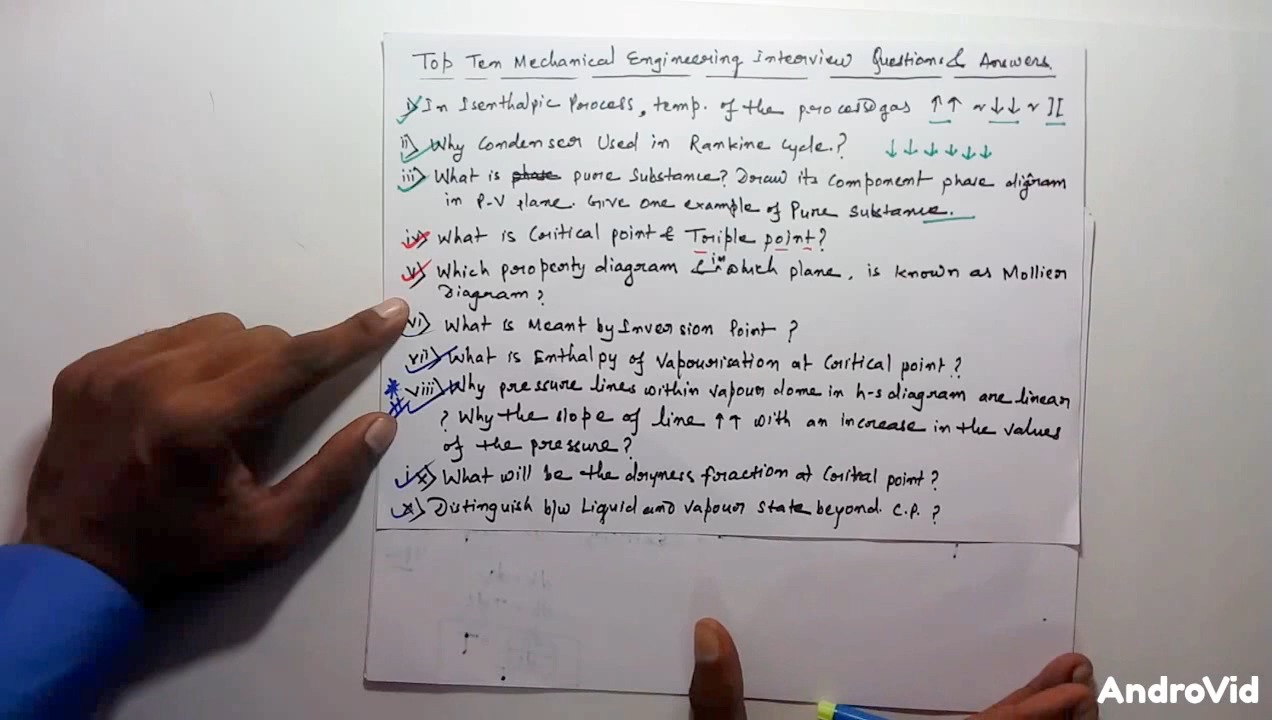 Top Ten Mechanical Engineering Interview Questions & Answers.
i) In Isenthalpic Process, temp. of the process gas ↑↑ ~ ↓↓ ~ ][
ii) Why Condenser Used in Rankine Cycle.? ↓ ↓ ↓ ↓ ↓ ↓
iii) What is phase pure Substance? Draw its Component phase digram
in P-V plane. Give one example of Pure Substance.
iv) What is Critical point & Triple point?
v) Which property diagram & in which plane, is known as Mollier
Diagram?
vi) What is Meant by Inversion Point ?
vii) What is Enthalpy of Vapourisation at Critical point?
* viii) Why pressure lines within vapour dome in h-s diagram are linear
# ? Why the slope of line ↑↑ with an increase in the values
of the pressure?
ix) What will be the dryness fraction at Critical point?
x) Distinguish b/w Liquid and vapour state beyond. C.P. ?
AndroVid